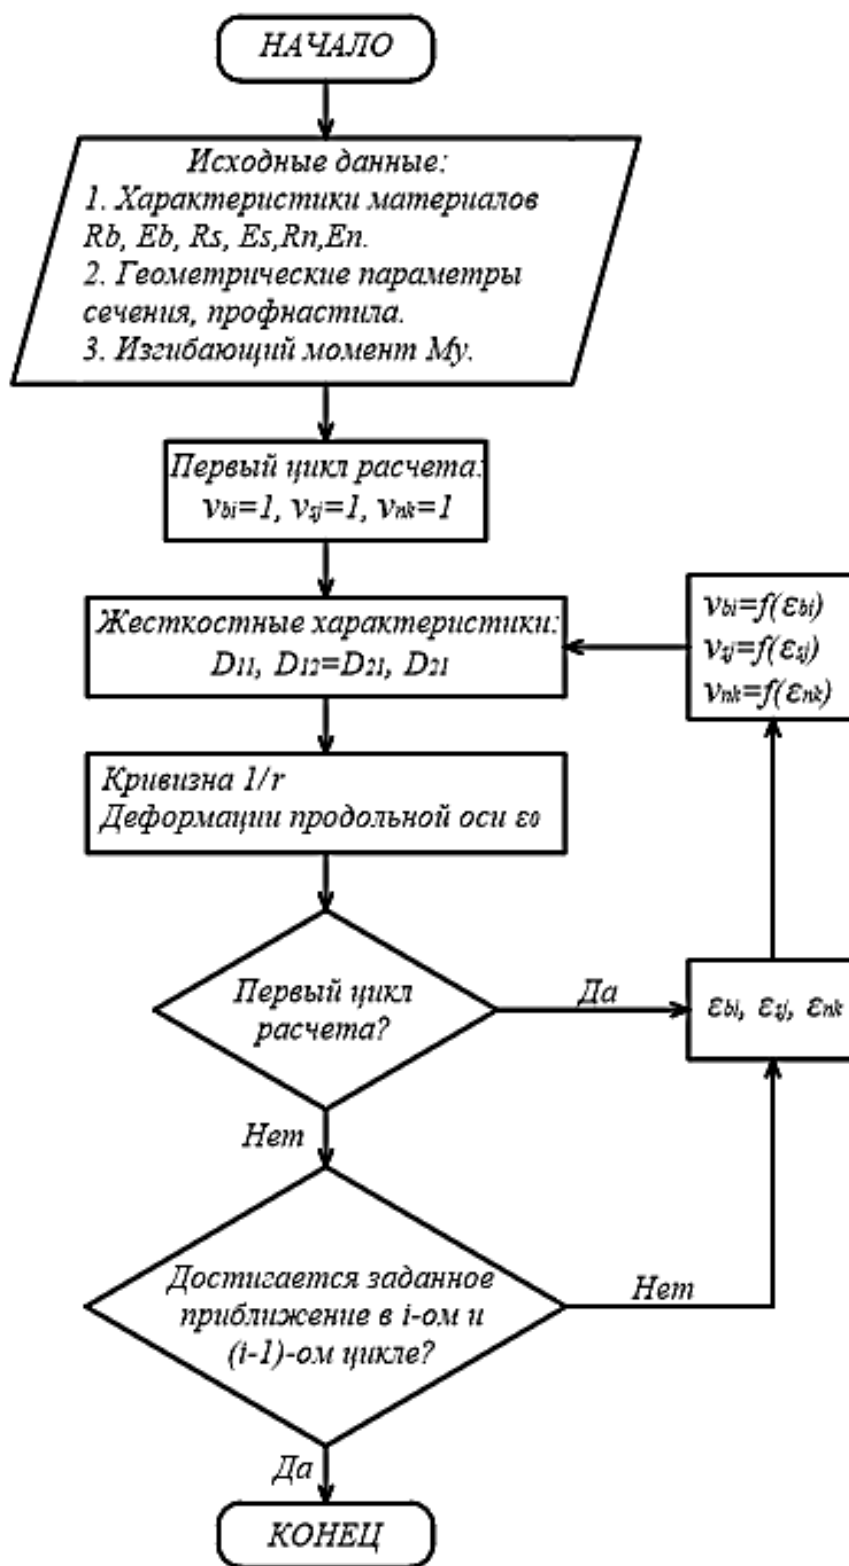 НАЧАЛО
Исходные данные:
1. Характеристики материалов
Rb, Eb, Rs, Es,Rn,En.
2. Геометрические параметры
сечения, профнастила.
3. Изгибающий момент My.
Первый цикл расчета:
νbi=1, νsj=1, νnk=1
Жесткостные характеристики:
D11, D12=D21, D21
νbi=f(εbi)
νsj=f(εsj)
νnk=f(εnk)
Кривизна 1/r
Деформации продольной оси ε0
Первый цикл
расчета?
Да
εbi, εsj, εnk
Нет
Достигается заданное
приближение в i-ом и
(i-1)-ом цикле?
Нет
Да
КОНЕЦ